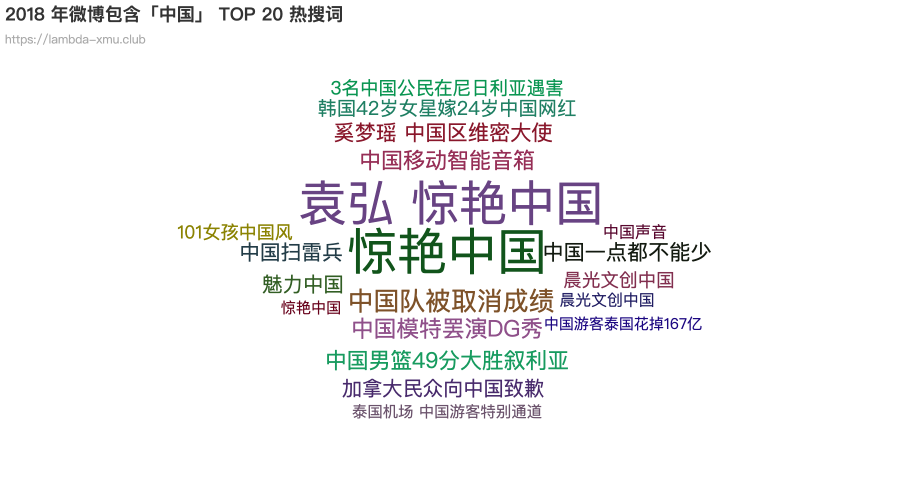 2018 年微博包含「中国」 TOP 20 热搜词
https://lambda-xmu.club
3名中国公民在尼日利亚遇害
韩国42岁女星嫁24岁中国网红
奚梦瑶 中国区维密大使
中国移动智能音箱
袁弘 惊艳中国
101女孩中国风
中国声音
中国扫雷兵
惊艳中国
中国一点都不能少
魅力中国
晨光文创中国
惊艳中国
中国队被取消成绩
晨光文创中国
中国模特罢演DG秀
中国游客泰国花掉167亿
中国男篮49分大胜叙利亚
加拿大民众向中国致歉
泰国机场 中国游客特别通道